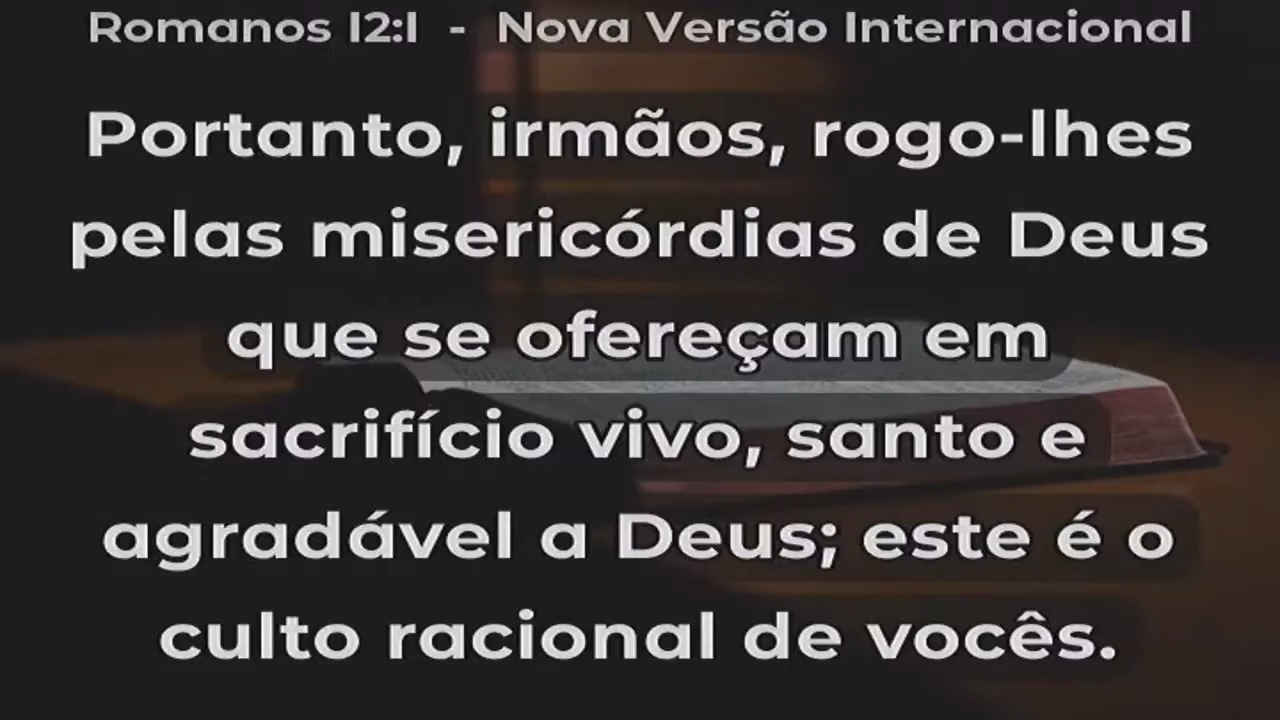 Romanos 12:1 - Nova Versão Internacional
Portanto, irmãos, rogo-lhes
pelas misericórdias de Deus
que se ofereçam em
sacrifício vivo, santo e
agradável a Deus; este é o
culto racional de vocês.